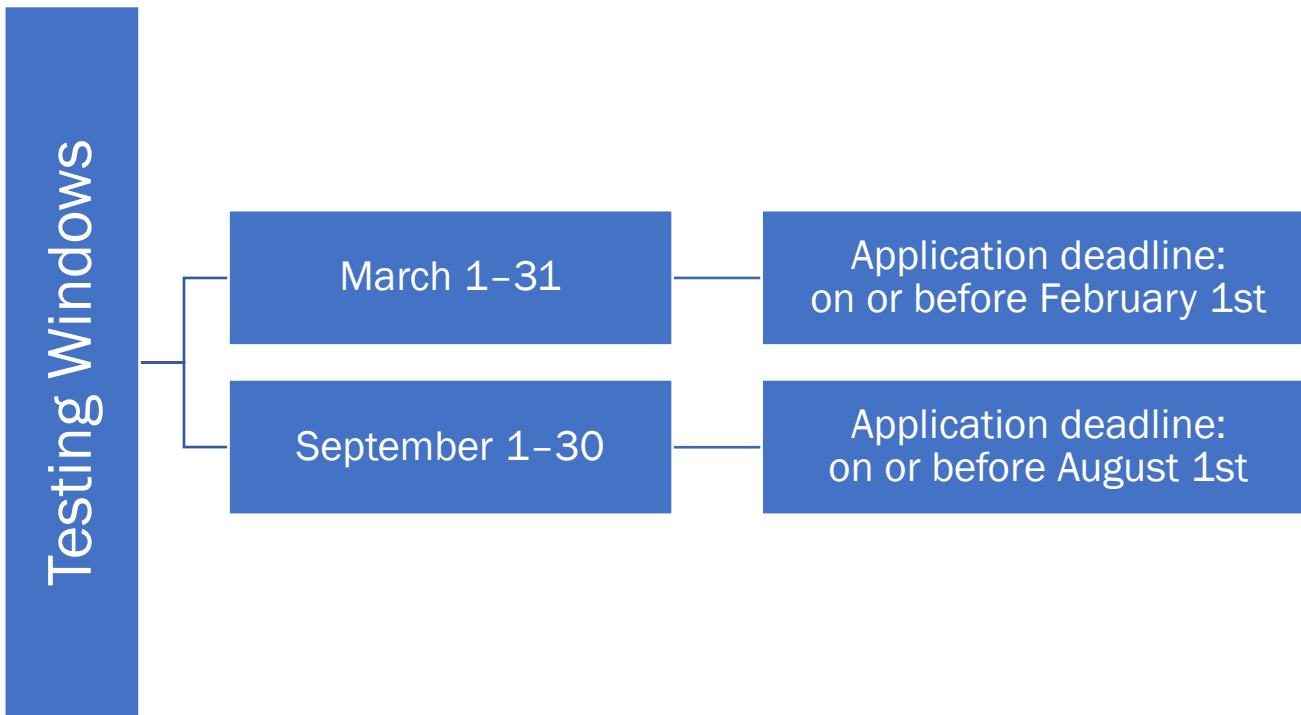 Testing Windows
March 1–31
Application deadline:
on or before February 1st
September 1–30
Application deadline:
on or before August 1st